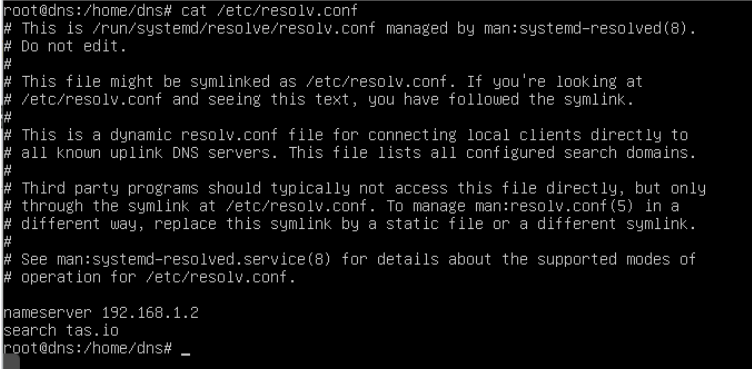 root@dns:/home/dns# cat /etc/resolv.conf
# This is /run/systemd/resolve/resolv.conf managed by man:systemd-resolved(8).
# Do not edit.
#
# This file might be symlinked as /etc/resolv.conf. If you're looking at
# /etc/resolv.conf and seeing this text, you have followed the symlink.
#
# This is a dynamic resolv.conf file for connecting local clients directly to
# all known uplink DNS servers. This file lists all configured search domains.
#
# Third party programs should typically not access this file directly, but only
# through the symlink at /etc/resolv.conf. To manage man:resolv.conf(5) in a
# different way, replace this symlink by a static file or a different symlink.
#
# See man:systemd-resolved.service(8) for details about the supported modes of
# operation for /etc/resolv.conf.
nameserver 192.168.1.2
search tas.io
root@dns:/home/dns# _